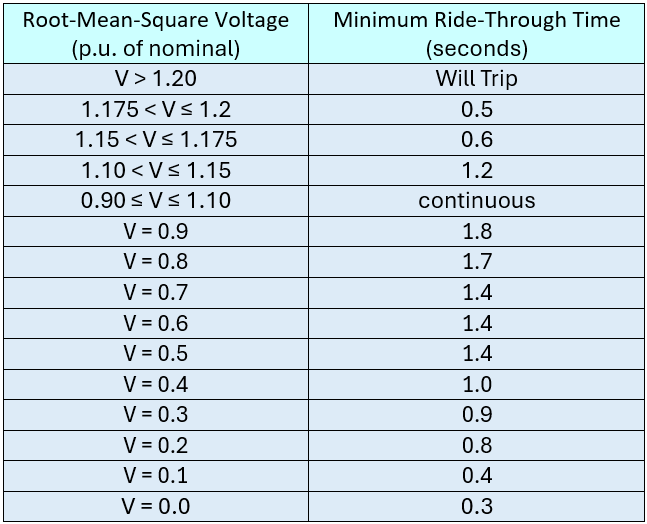 Root-Mean-Square Voltage (p.u. of nominal) Minimum Ride-Through Time (seconds)
V > 1.20 Will Trip
1.175 < V ≤ 1.2 0.5
1.15 < V ≤ 1.175 0.6
1.10 < V ≤ 1.15 1.2
0.90 ≤ V ≤ 1.10 continuous
V = 0.9 1.8
V = 0.8 1.7
V = 0.7 1.4
V = 0.6 1.4
V = 0.5 1.4
V = 0.4 1.0
V = 0.3 0.9
V = 0.2 0.8
V = 0.1 0.4
V = 0.0 0.3